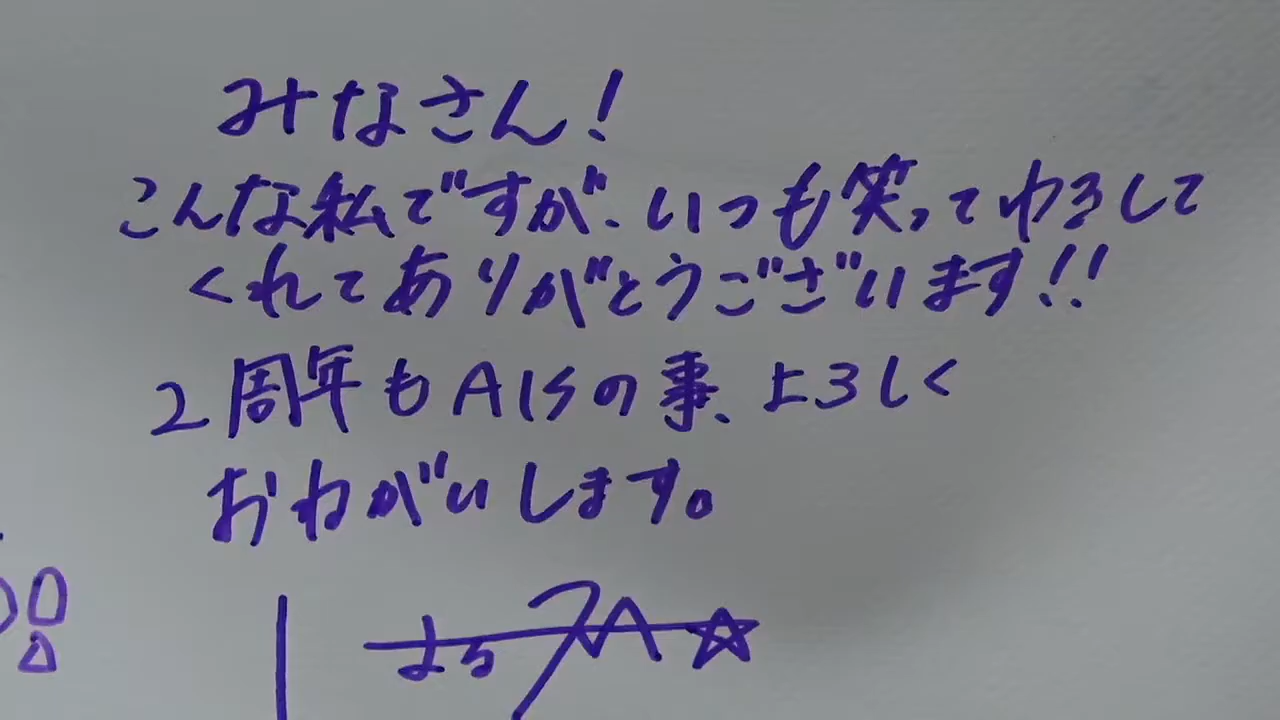 みなさん!
こんな私ですが、いつも笑ってゆるして
くれてありがとうございます!!
2周年もAISの事、よろしく
おねがいします。